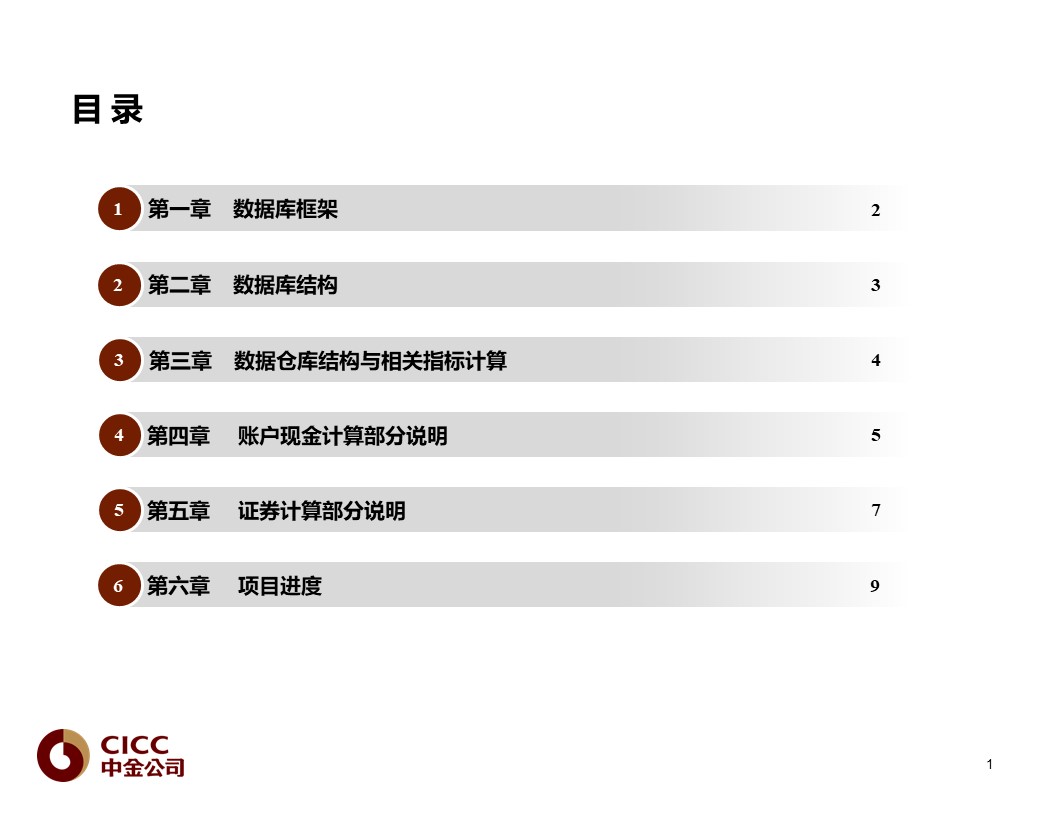 目 录
1 第一章 数据库框架 2
2 第二章 数据库结构 3
3 第三章 数据仓库结构与相关指标计算 4
4 第四章 账户现金计算部分说明 5
5 第五章 证券计算部分说明 7
6 第六章 项目进度 9
CICC
中金公司
1